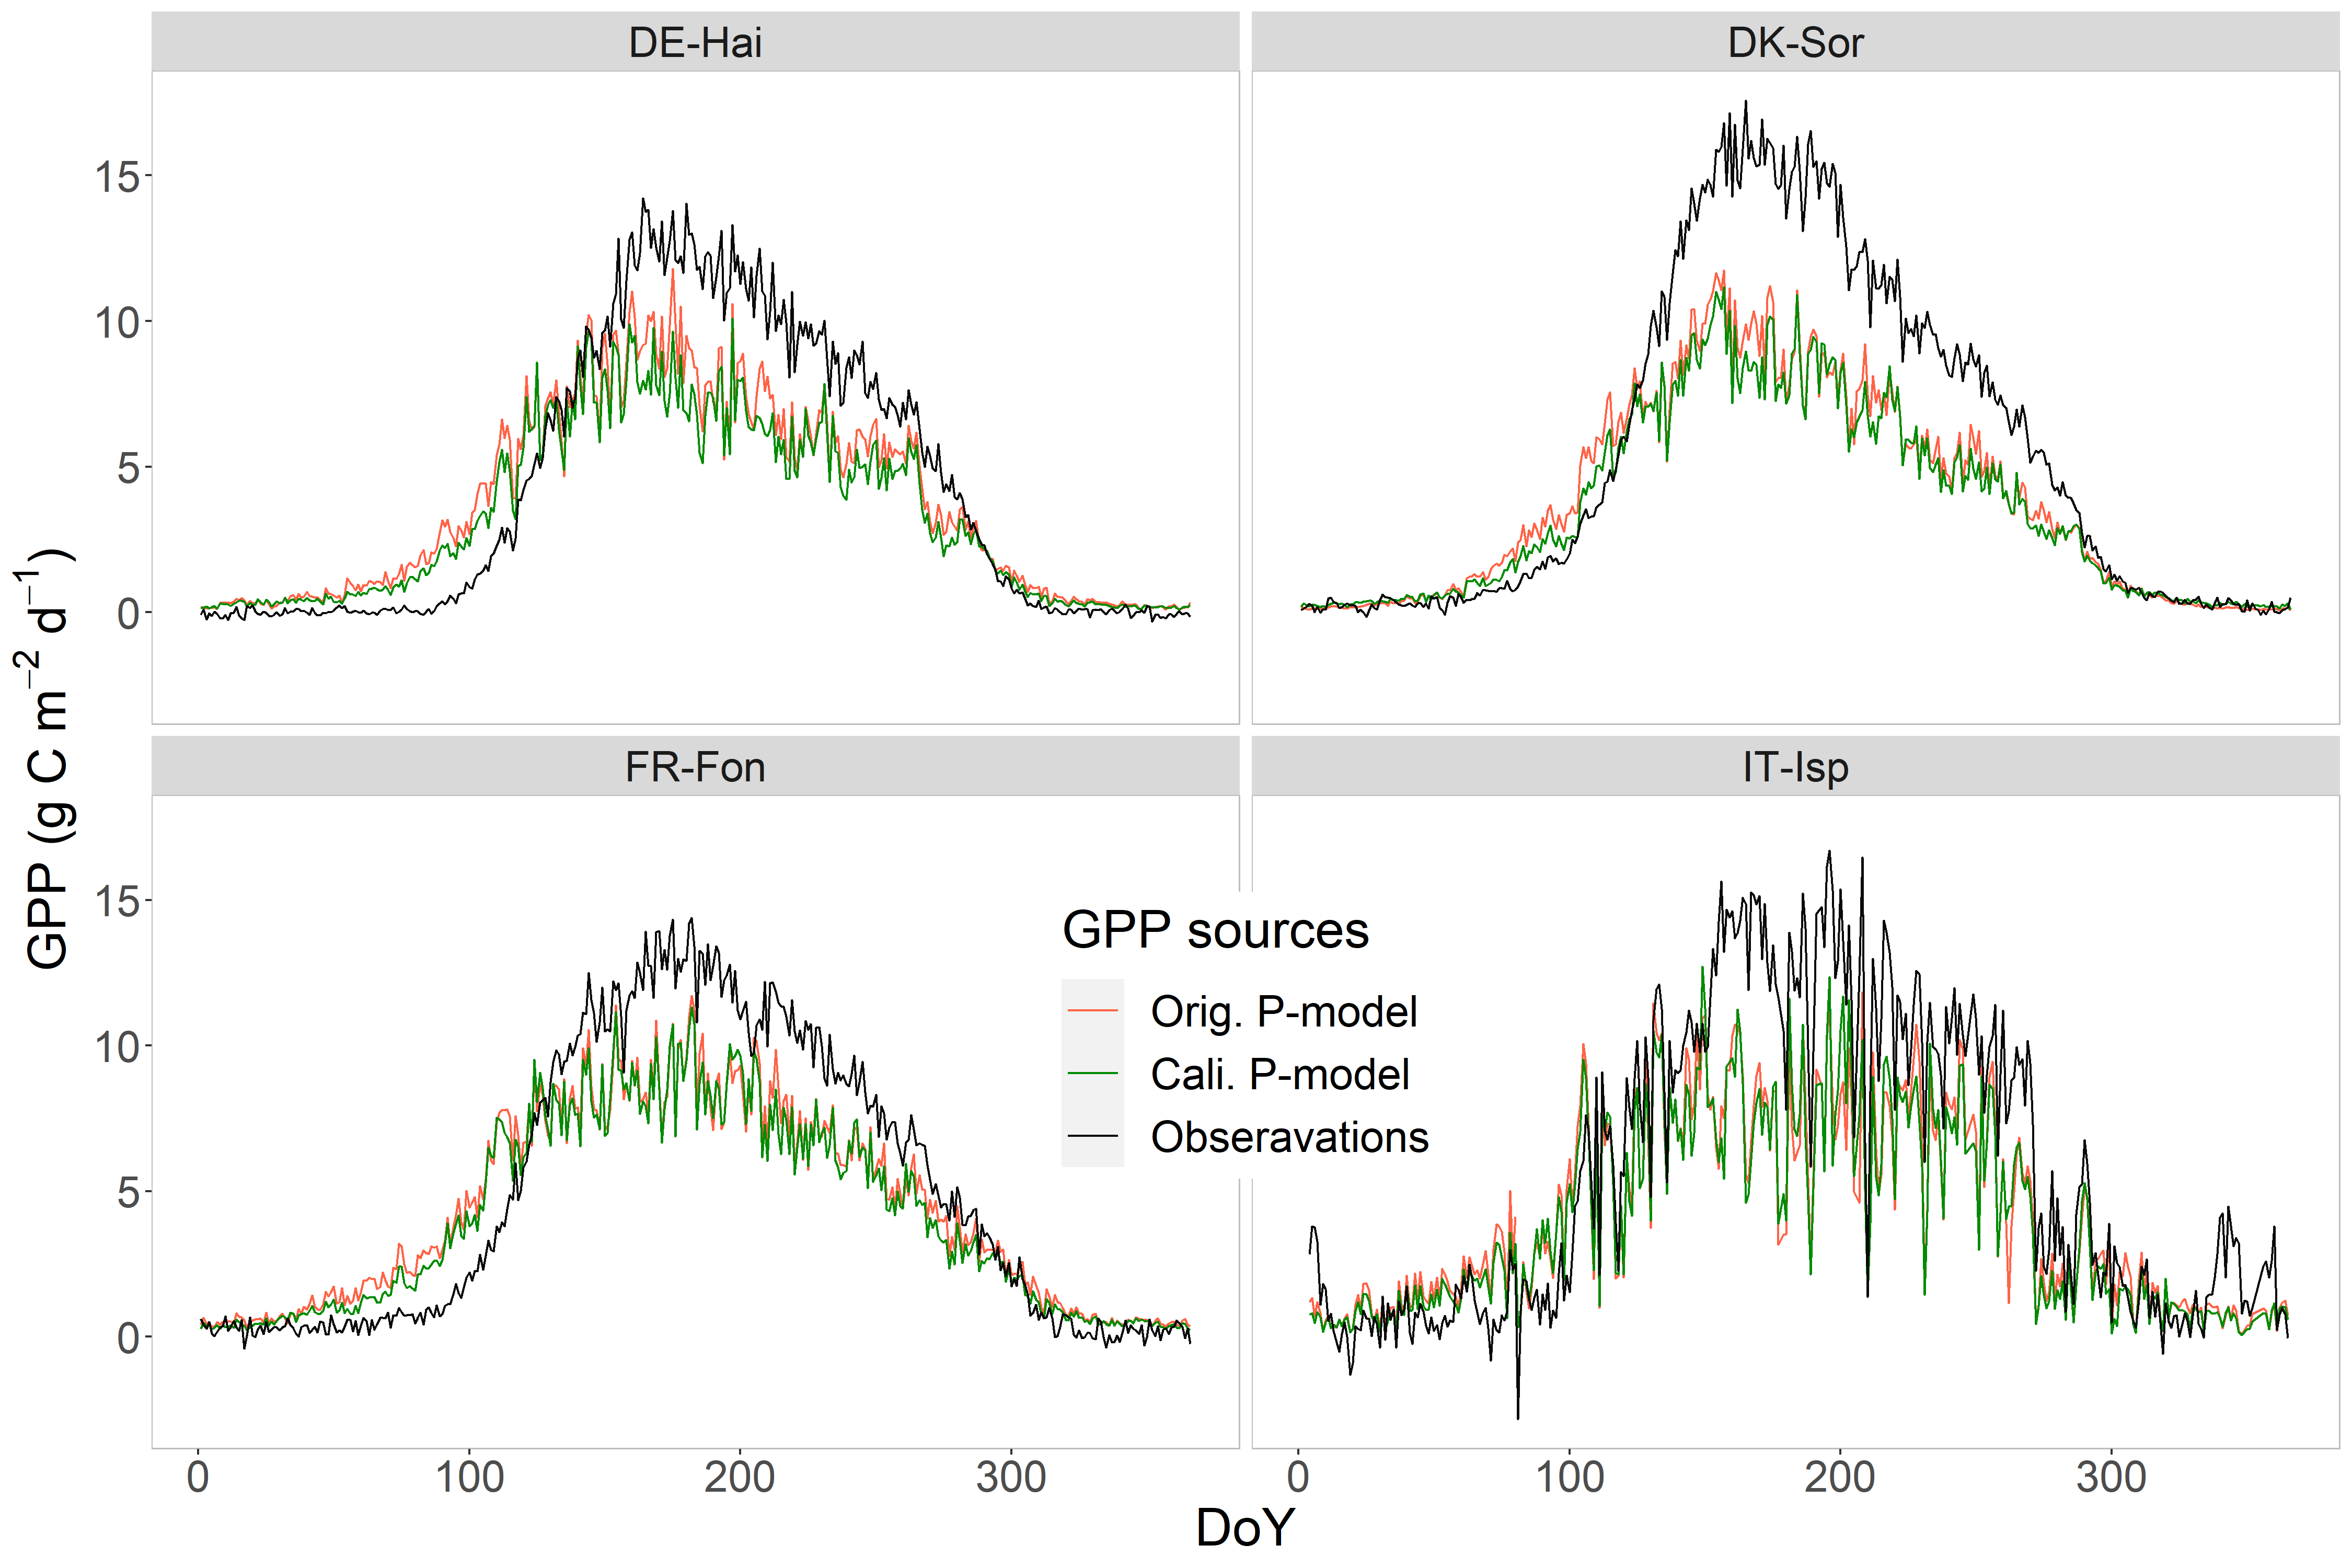 DE-Hai
DK-Sor
15
10
5
0
GPP (g C m⁻² d⁻¹)
FR-Fon
IT-Isp
15
10
5
0
GPP sources
Orig. P-model
Cali. P-model
Obseravations
0 100 200 300
0 100 200 300
DoY